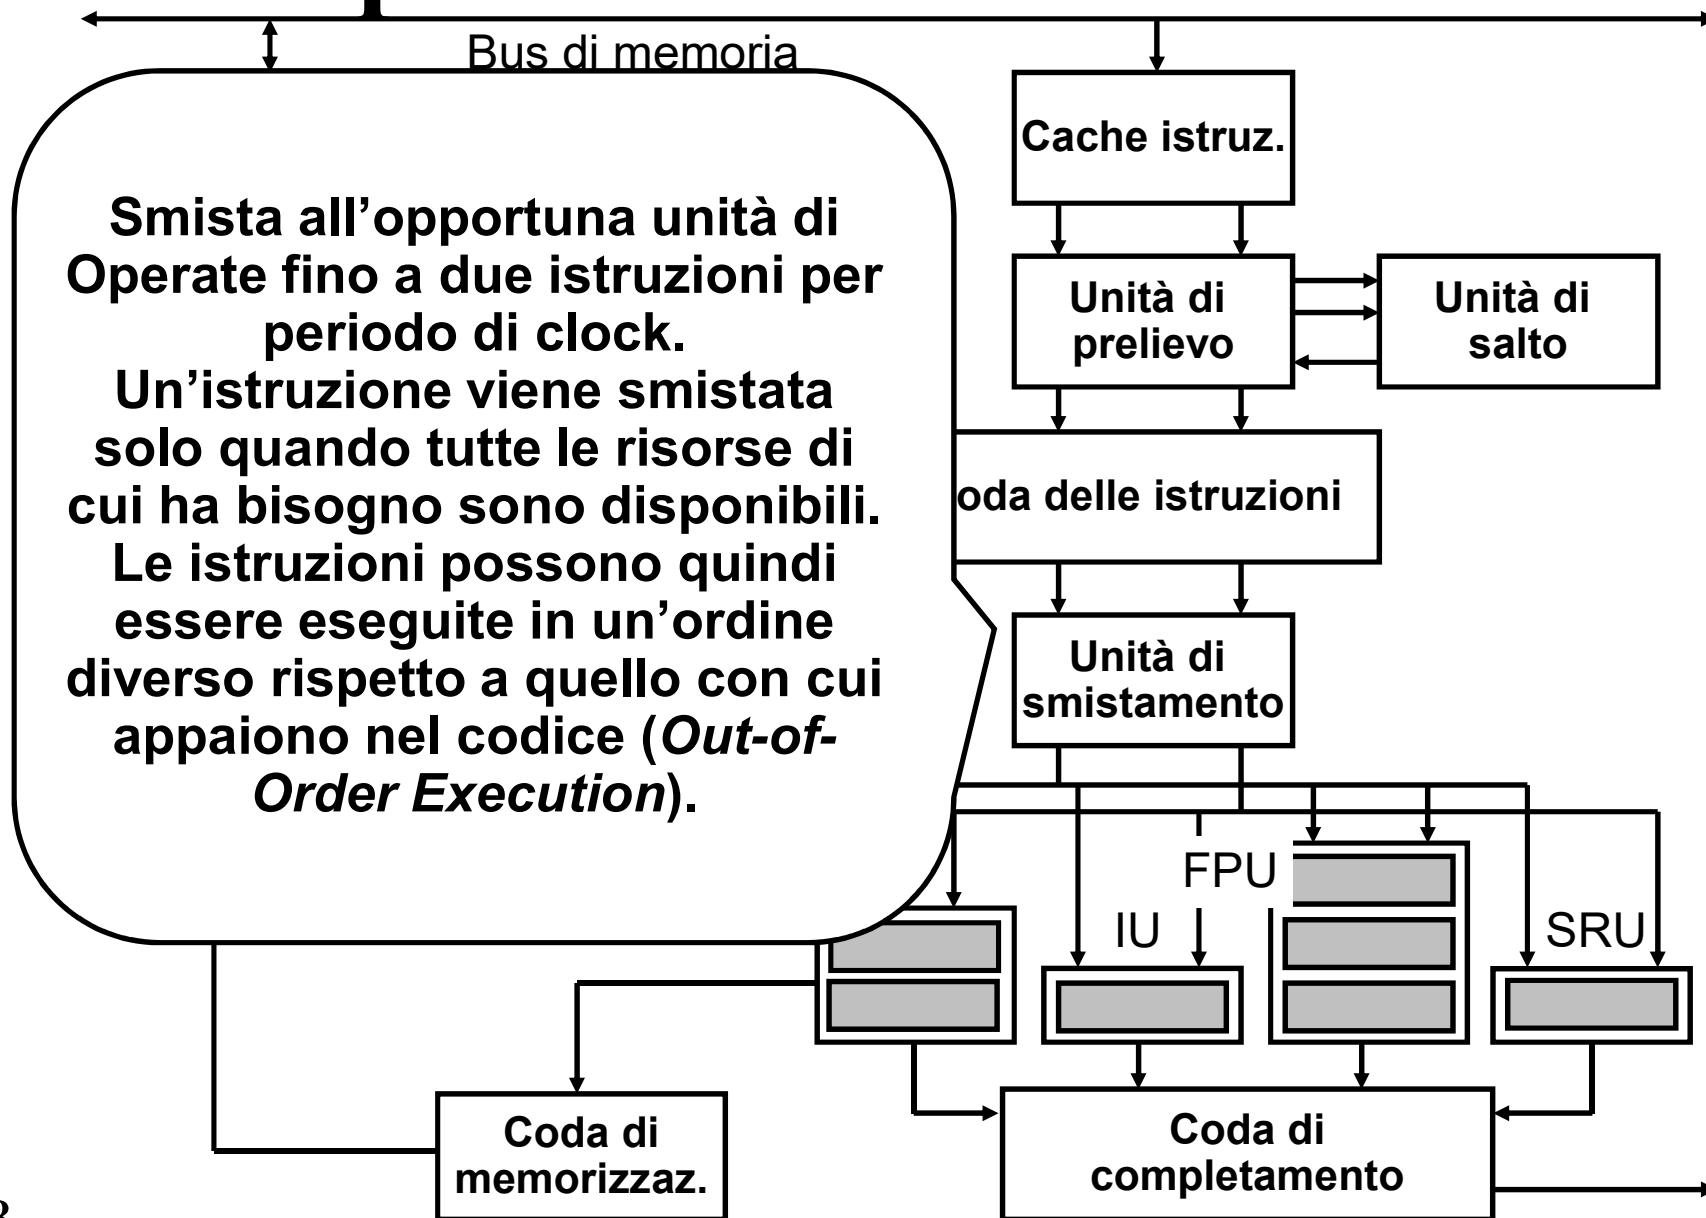 Bus di memoria
Smista all’opportuna unità di
Operate fino a due istruzioni per
periodo di clock.
Un’istruzione viene smistata
solo quando tutte le risorse di
cui ha bisogno sono disponibili.
Le istruzioni possono quindi
essere eseguite in un’ordine
diverso rispetto a quello con cui
appaiono nel codice (Out-of-
Order Execution).
Cache istruz.
Unità di
prelievo
Unità di
salto
oda delle istruzioni
Unità di
smistamento
FPU
IU
SRU
Coda di
memorizzaz.
Coda di
completamento